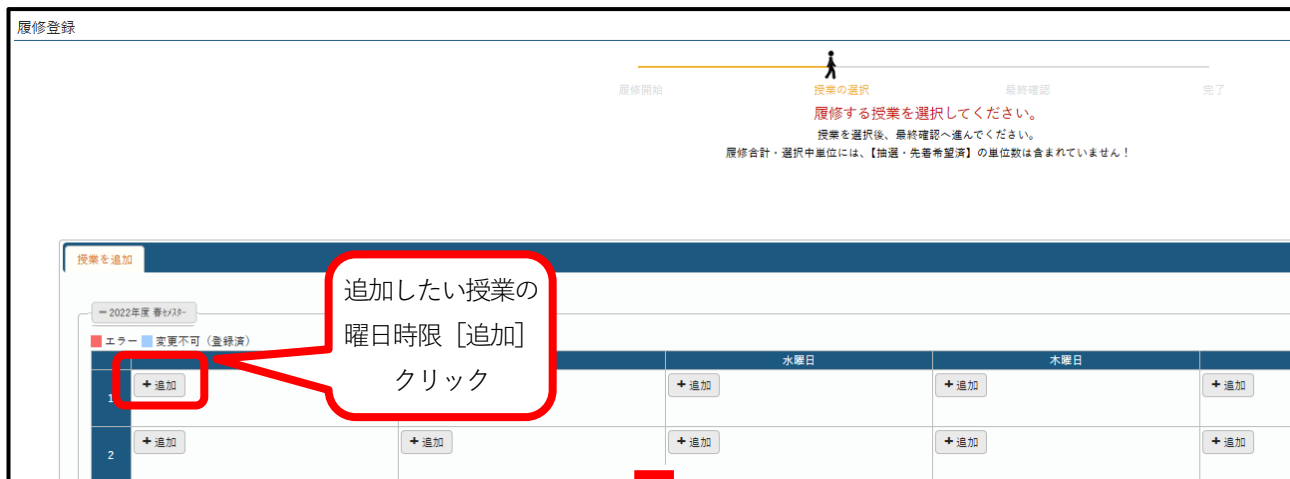 履修登録
履修開始
授業の選択
最終確認
完了
履修する授業を選択してください。
授業を選択後、最終確認へ進んでください。
履修合計・選択中単位には、【抽選・先着希望済】の単位数は含まれていません！
授業を追加
追加したい授業の
曜日時限［追加］
クリック
ー2022年度 春ｾﾒｽﾀｰ
エラー 変更不可（登録済）
水曜日 木曜日
1 +追加 +追加 +追加 +追加
2 +追加 +追加 +追加 +追加 +追加